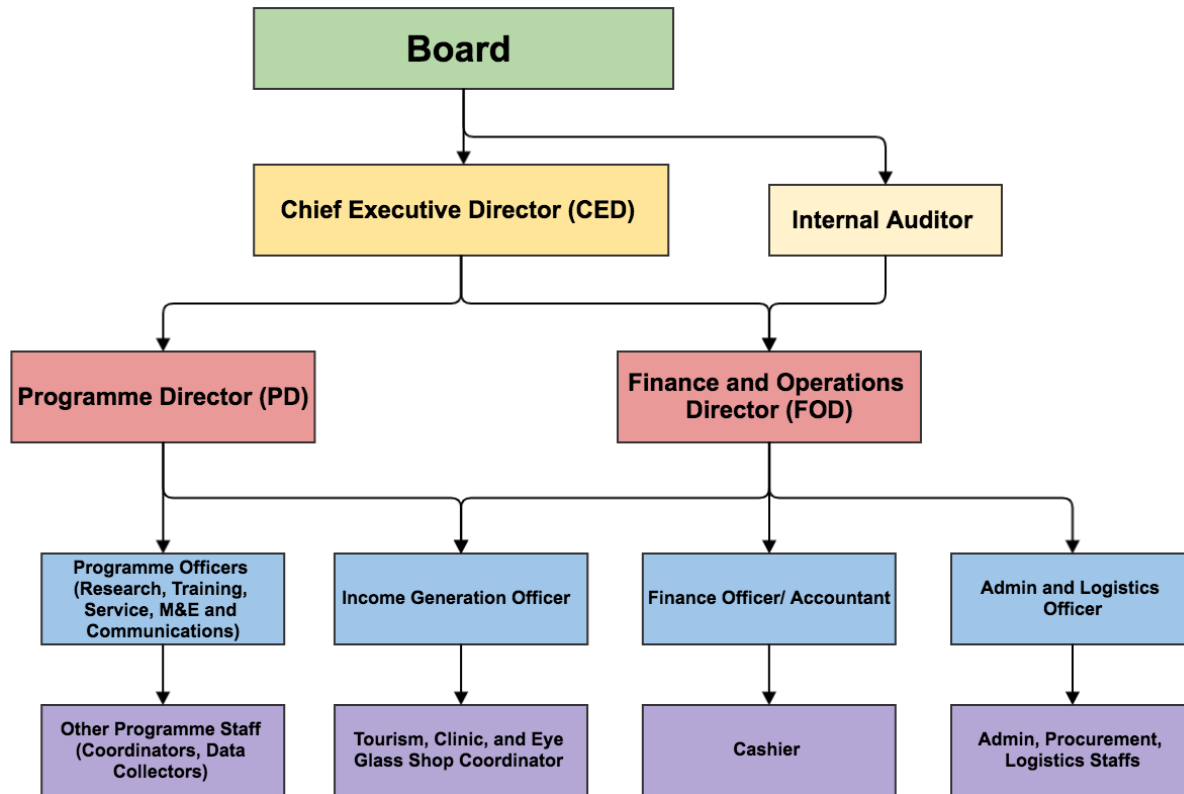 Board
Chief Executive Director (CED)
Internal Auditor
Programme Director (PD)
Finance and Operations
Director (FOD)
Programme Officers
(Research, Training,
Service, M&E and
Communications)
Income Generation Officer
Finance Officer/ Accountant
Admin and Logistics
Officer
Other Programme Staff
(Coordinators, Data
Collectors)
Tourism, Clinic, and Eye
Glass Shop Coordinator
Cashier
Admin, Procurement,
Logistics Staffs